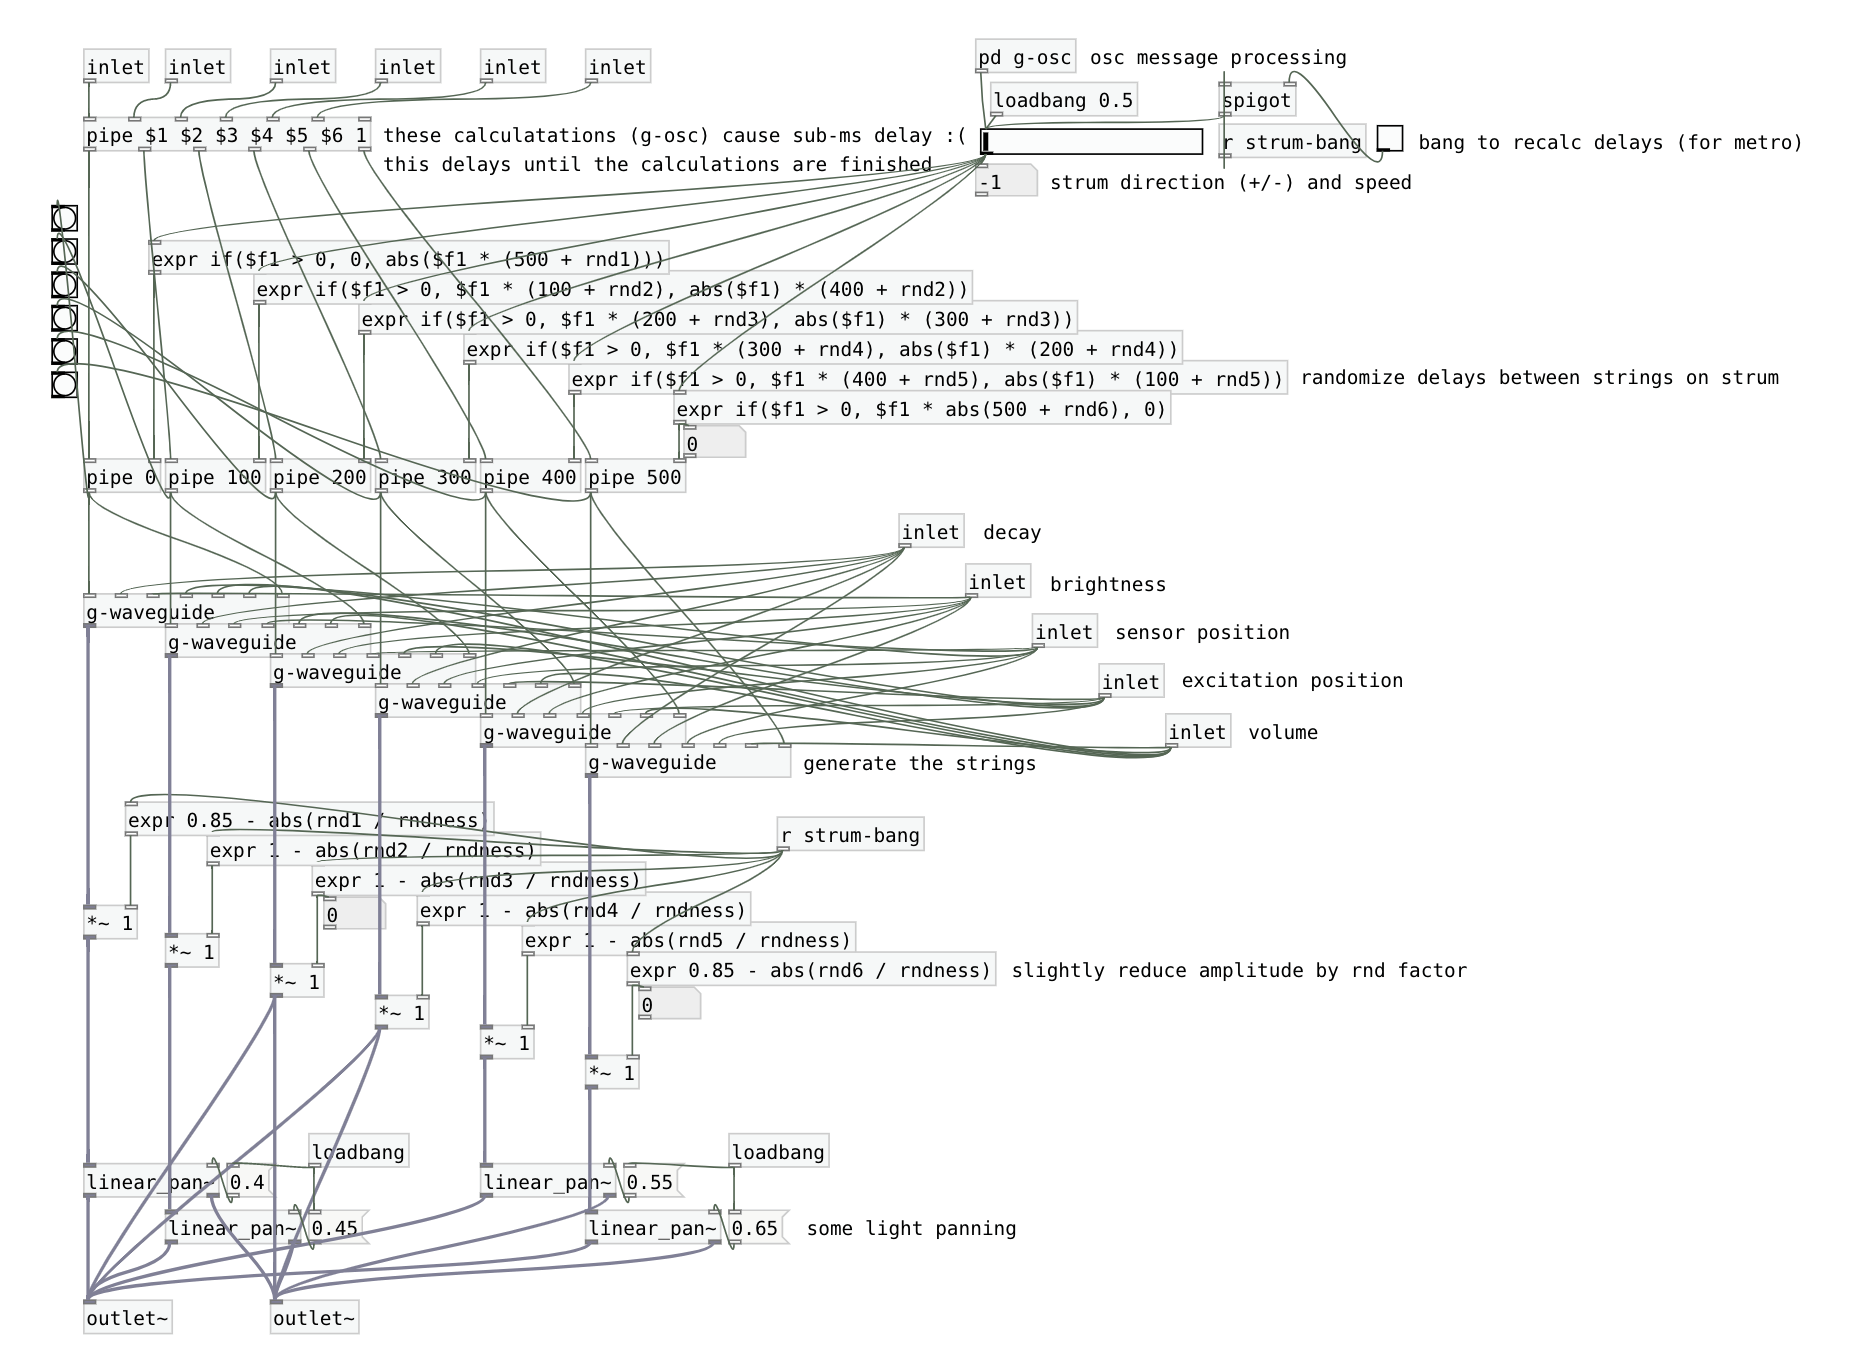 inlet inlet inlet inlet inlet inlet
pd g-osc osc message processing
loadbang 0.5 spigot
pipe $1 $2 $3 $4 $5 $6 1 these calculatations (g-osc) cause sub-ms delay :(
this delays until the calculations are finished
r strum-bang bang to recalc delays (for metro)
-1 strum direction (+/-) and speed
expr if($f1 > 0, 0, abs($f1 * (500 + rnd1)))
expr if($f1 > 0, $f1 * (100 + rnd2), abs($f1) * (400 + rnd2))
expr if($f1 > 0, $f1 * (200 + rnd3), abs($f1) * (300 + rnd3))
expr if($f1 > 0, $f1 * (300 + rnd4), abs($f1) * (200 + rnd4))
expr if($f1 > 0, $f1 * (400 + rnd5), abs($f1) * (100 + rnd5)) randomize delays between strings on strum
expr if($f1 > 0, $f1 * abs(500 + rnd6), 0)
0
pipe 0 pipe 100 pipe 200 pipe 300 pipe 400 pipe 500
inlet decay
inlet brightness
g-waveguide
inlet sensor position
g-waveguide
g-waveguide
inlet excitation position
g-waveguide
g-waveguide
inlet volume
g-waveguide generate the strings
expr 0.85 - abs(rnd1 / rndness)
r strum-bang
expr 1 - abs(rnd2 / rndness)
expr 1 - abs(rnd3 / rndness)
0
expr 1 - abs(rnd4 / rndness)
*~ 1
expr 1 - abs(rnd5 / rndness)
*~ 1
expr 0.85 - abs(rnd6 / rndness) slightly reduce amplitude by rnd factor
*~ 1
0
*~ 1
*~ 1
*~ 1
loadbang loadbang
linear_pan~ 0.4 linear_pan~ 0.55
linear_pan~ 0.45 linear_pan~ 0.65 some light panning
outlet~ outlet~